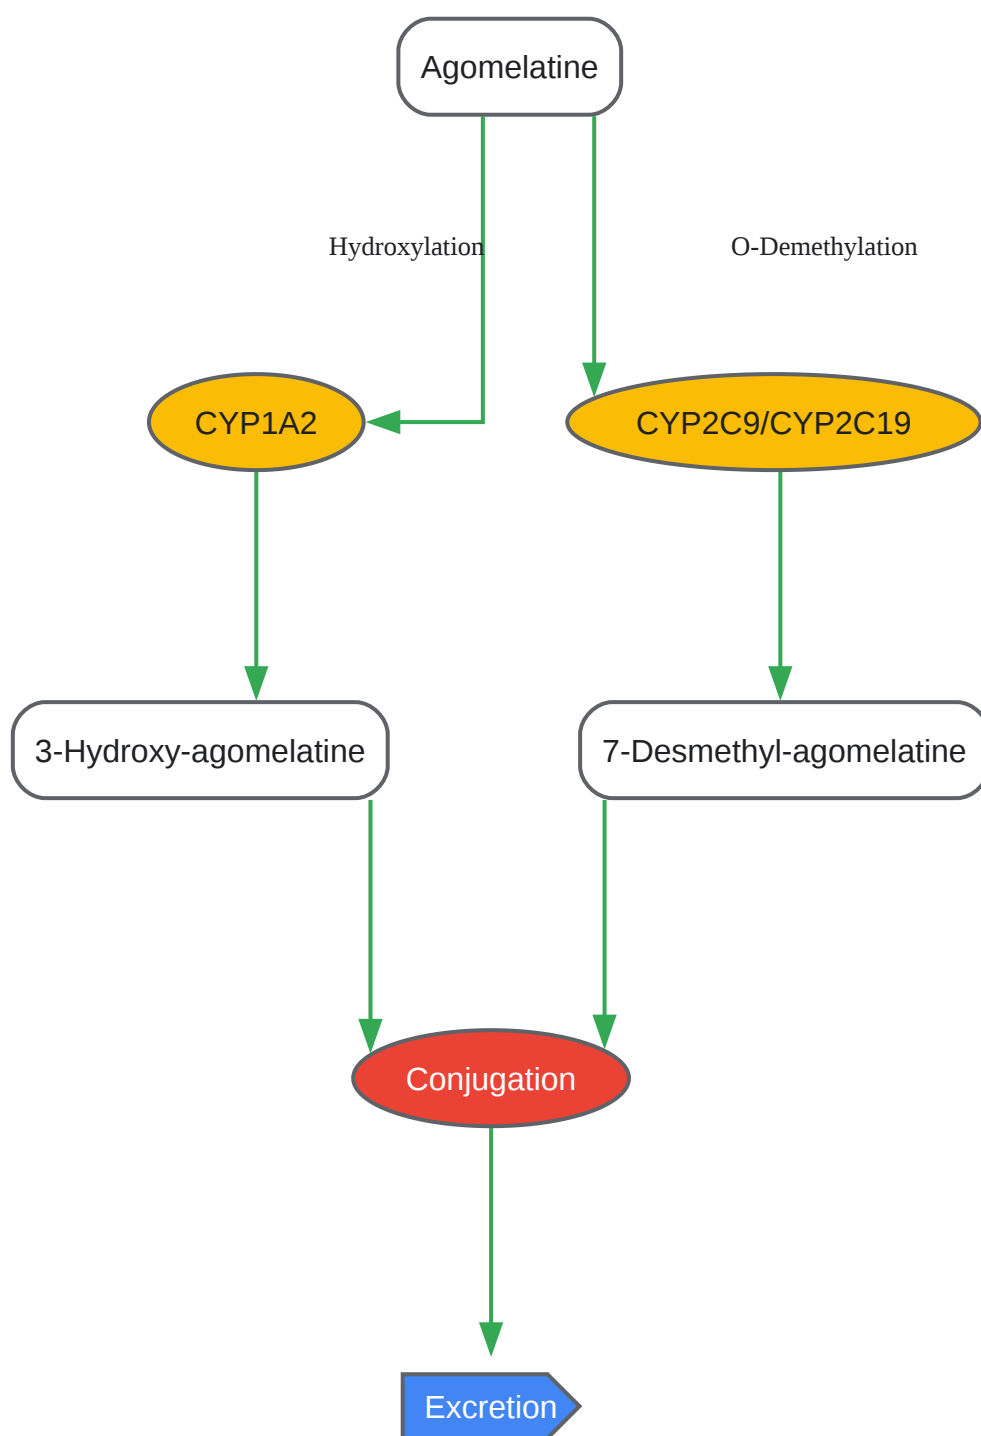 Agomelatine
Hydroxylation
O-Demethylation
CYP1A2
CYP2C9/CYP2C19
3-Hydroxy-agomelatine
7-Desmethyl-agomelatine
Conjugation
Excretion